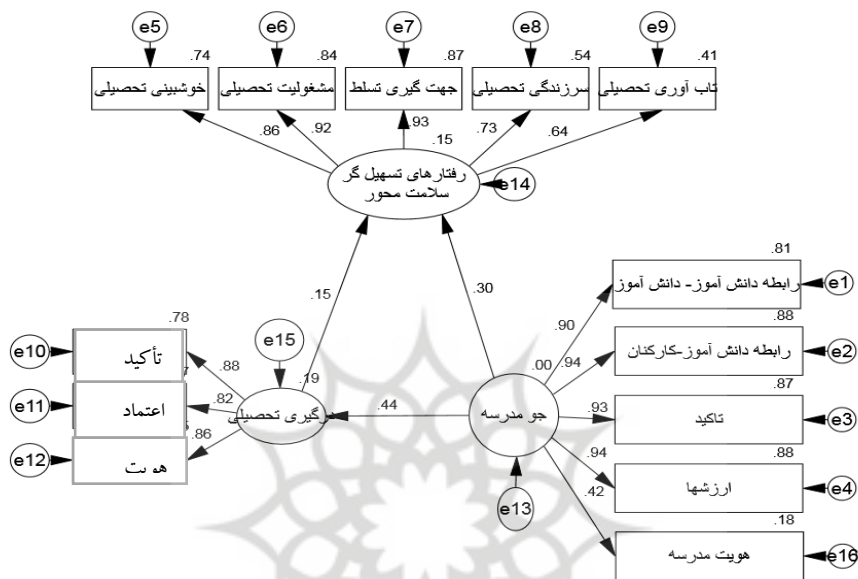 e5 e6 e7 e8 e9
.74 .84 .87 .54 .41
خوشبینی تحصیلی
مشغولیت تحصیلی
جهت گیری تسلط
سرزندگی تحصیلی
تاب آوری تحصیلی
.86 .92 .93 .73 .64
.15
رفتارهای تسهیل گر
سلامت محور
e14
.81
رابطه دانش آموز- دانش آموز
e1
.30
.15
.90
.88
رابطه دانش آموز-کارکنان
e2
.78
e15
.00
.94
e10
تأکید
.88
.87
تاکید
e3
.19
.93
e11
اعتماد
.82
درگیری تحصیلی
.44
جو مدرسه
.86
.94
.88
ارزشها
e4
e12
هویت
.42
e13
.18
هویت مدرسه
e16